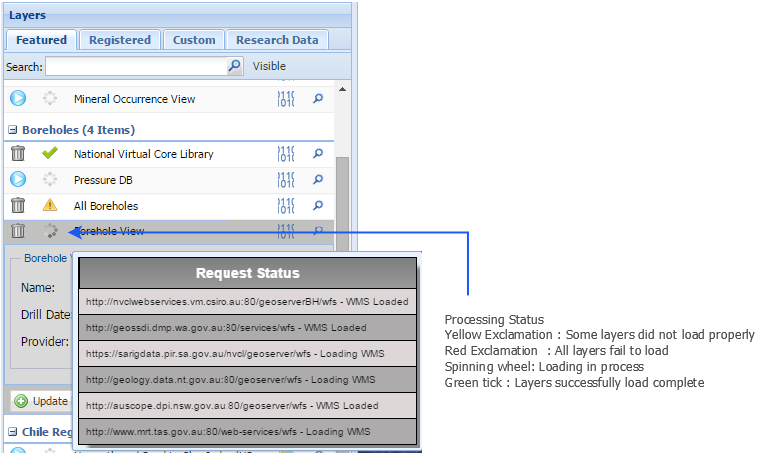 Layers
Featured Registered Custom Research Data
Search: Visible
Mineral Occurrence View
Boreholes (4 Items)
National Virtual Core Library
Pressure DB
All Boreholes
Borehole View
Borehole
Name:
Drill Date:
Provider:
Update
Chile Reg
Request Status
http://nvclwebservices.vm.csiro.au:80/geoserverBH/wfs - WMS Loaded
http://geossdi.dmp.wa.gov.au:80/services/wfs - WMS Loaded
https://sarigdata.pir.sa.gov.au/nvcl/geoserver/wfs - Loading WMS
http://geology.data.nt.gov.au:80/geoserver/wfs - Loading WMS
http://auscope.dpi.nsw.gov.au:80/geoserver/wfs - WMS Loaded
http://www.mrt.tas.gov.au:80/web-services/wfs - Loading WMS
Processing Status
Yellow Exclamation : Some layers did not load properly
Red Exclamation : All layers fail to load
Spinning wheel: Loading in process
Green tick : Layers successfully load complete